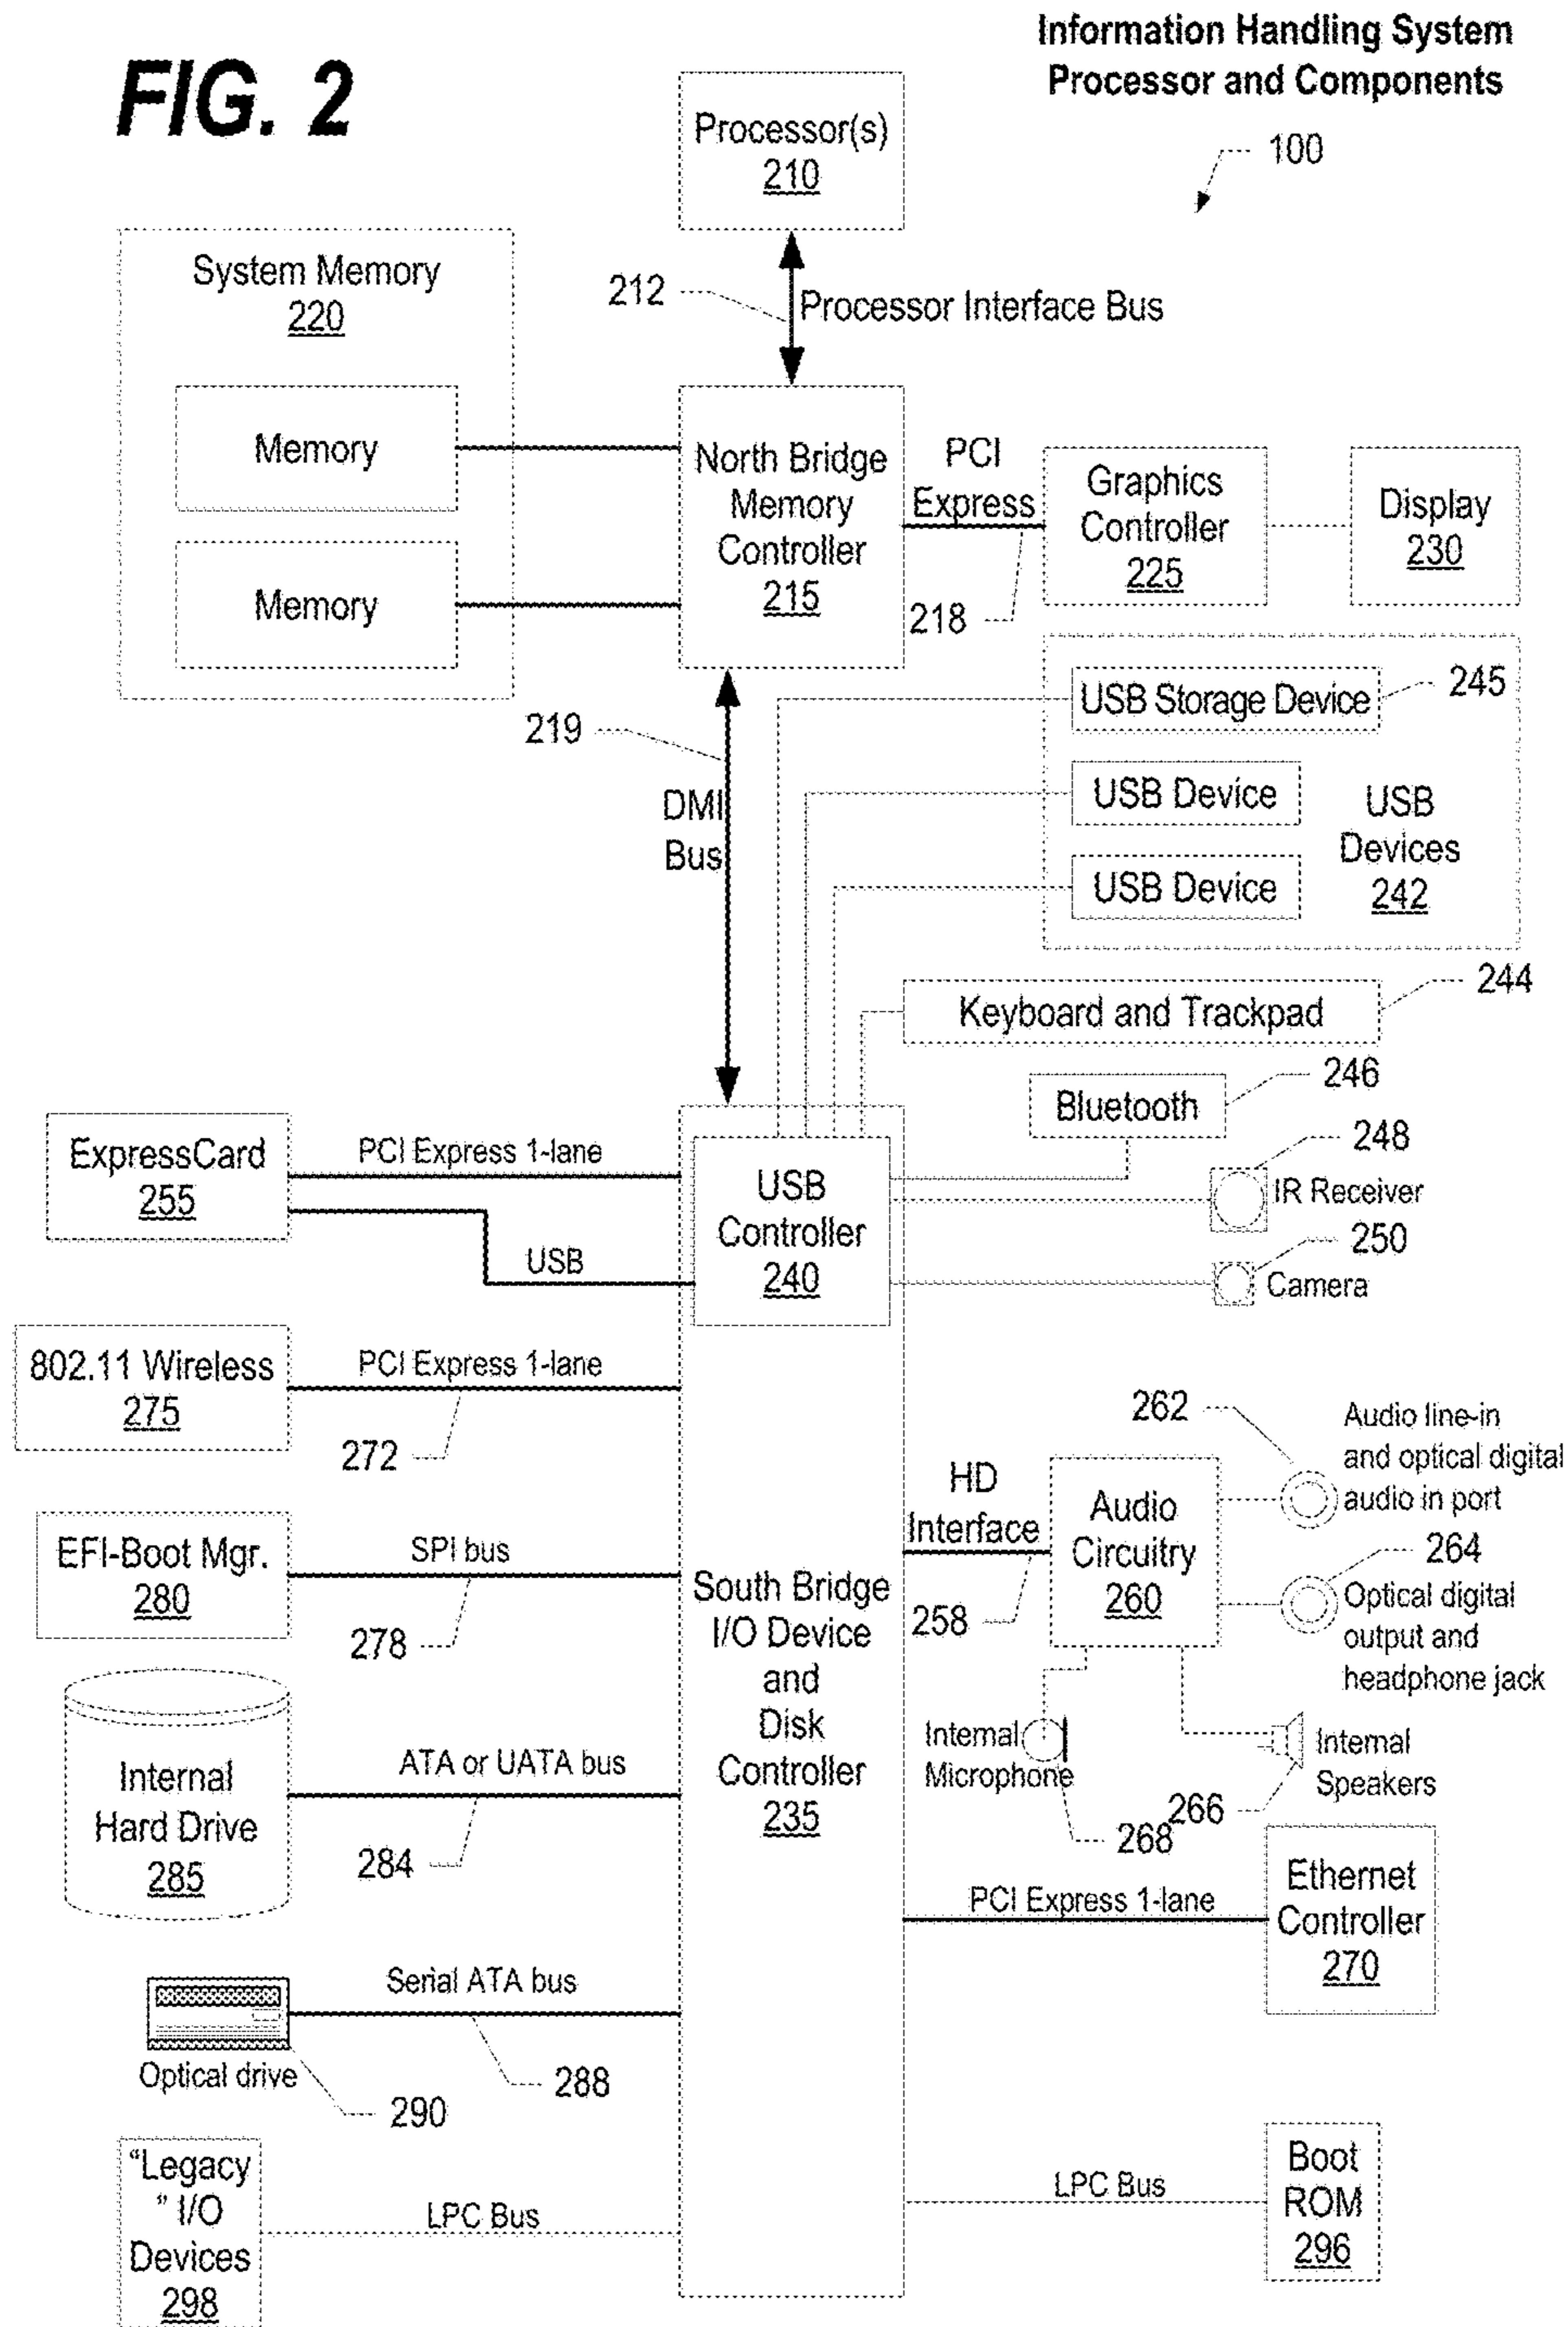 FIG. 2
Information Handling System
Processor and Components
100
Processor(s)
210
212
Processor Interface Bus
System Memory
220
Memory
Memory
North Bridge
Memory
Controller
215
PCI
Express
218
Graphics
Controller
225
Display
230
219
DMI
Bus
USB Storage Device
245
USB Device
USB Device
USB
Devices
242
244
Keyboard and Trackpad
246
Bluetooth
248
IR Receiver
250
Camera
ExpressCard
255
PCI Express 1-lane
USB
USB
Controller
240
802.11 Wireless
275
PCI Express 1-lane
272
EFI-Boot Mgr.
280
SPI bus
278
South Bridge
I/O Device
and
Disk
Controller
235
HD
Interface
258
Audio
Circuitry
260
262
Audio line-in
and optical digital
audio in port
264
Optical digital
output and
headphone jack
Internal
Microphone
268
266
Internal
Speakers
Internal
Hard Drive
285
ATA or UATA bus
284
PCI Express 1-lane
Ethernet
Controller
270
Serial ATA bus
288
Optical drive
290
“Legacy
” I/O
Devices
298
LPC Bus
LPC Bus
Boot
ROM
296